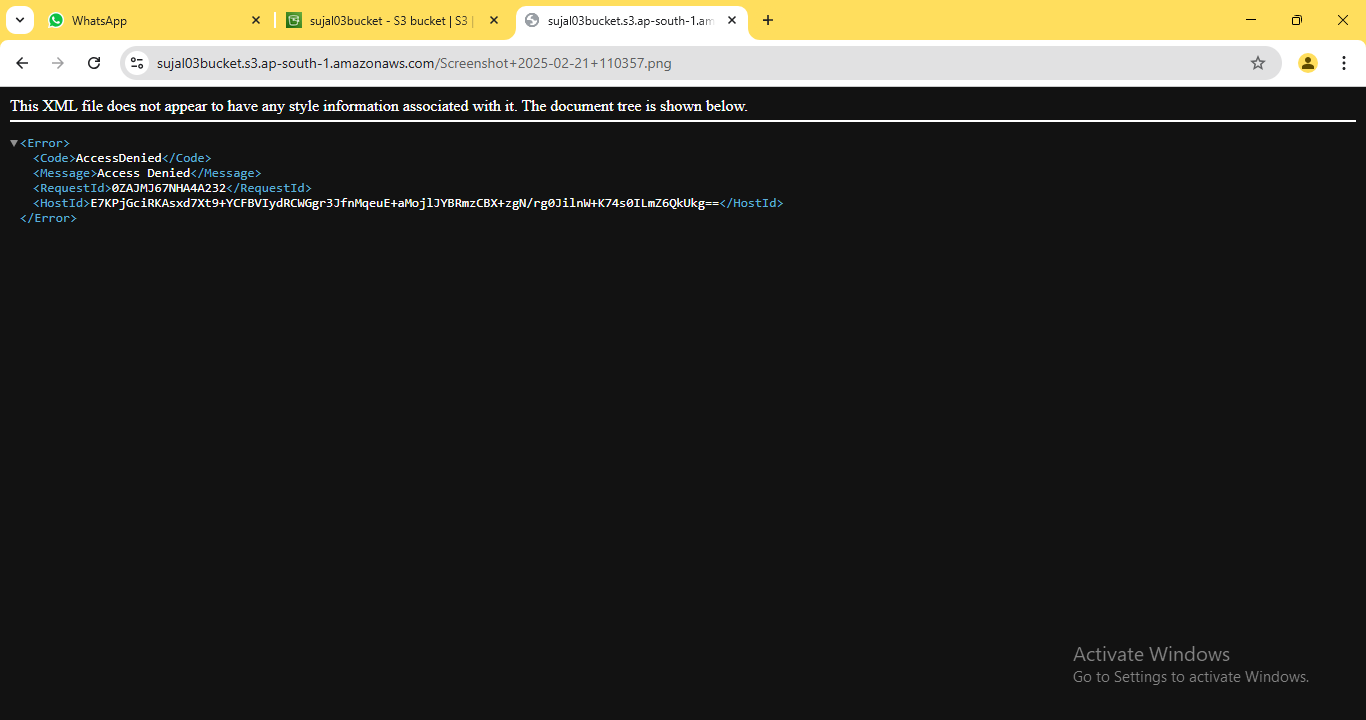 WhatsApp
sujal03bucket - S3 bucket | S3 |
sujal03bucket.s3.ap-south-1.am
sujal03bucket.s3.ap-south-1.amazonaws.com/Screenshot+2025-02-21+110357.png
This XML file does not appear to have any style information associated with it. The document tree is shown below.
▼<Error>
<Code>AccessDenied</Code>
<Message>Access Denied</Message>
<RequestId>0ZAJMJ67NHA4A232</RequestId>
<HostId>E7KPjGciRKAsxd7Xt9+YCFBVIydRCWGgr3JfnMqeuE+aMojlJYBRmzCBX+zgN/rg0JilnW+K74s0ILmZ6QkUkg==</HostId>
</Error>
Activate Windows
Go to Settings to activate Windows.